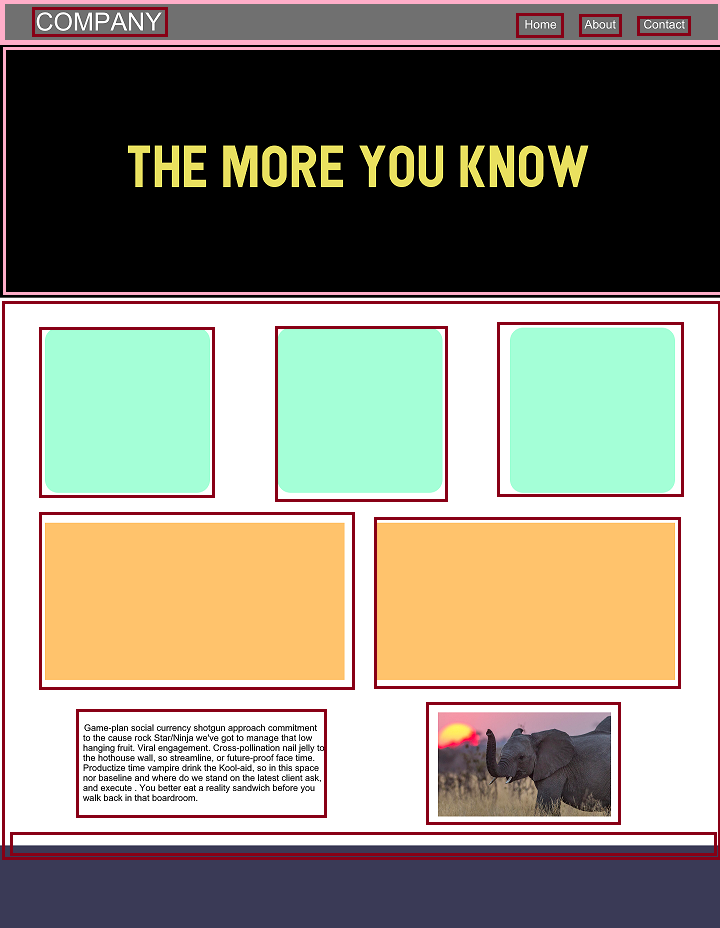 COMPANY
Home
About
Contact
THE MORE YOU KNOW
Game-plan social currency shotgun approach commitment
to the cause rock Star/Ninja we've got to manage that low
hanging fruit. Viral engagement. Cross-pollination nail jelly to
the hothouse wall, so streamline, or future-proof face time.
Productize time vampire drink the Kool-aid, so in this space
nor baseline and where do we stand on the latest client ask,
and execute . You better eat a reality sandwich before you
walk back in that boardroom.